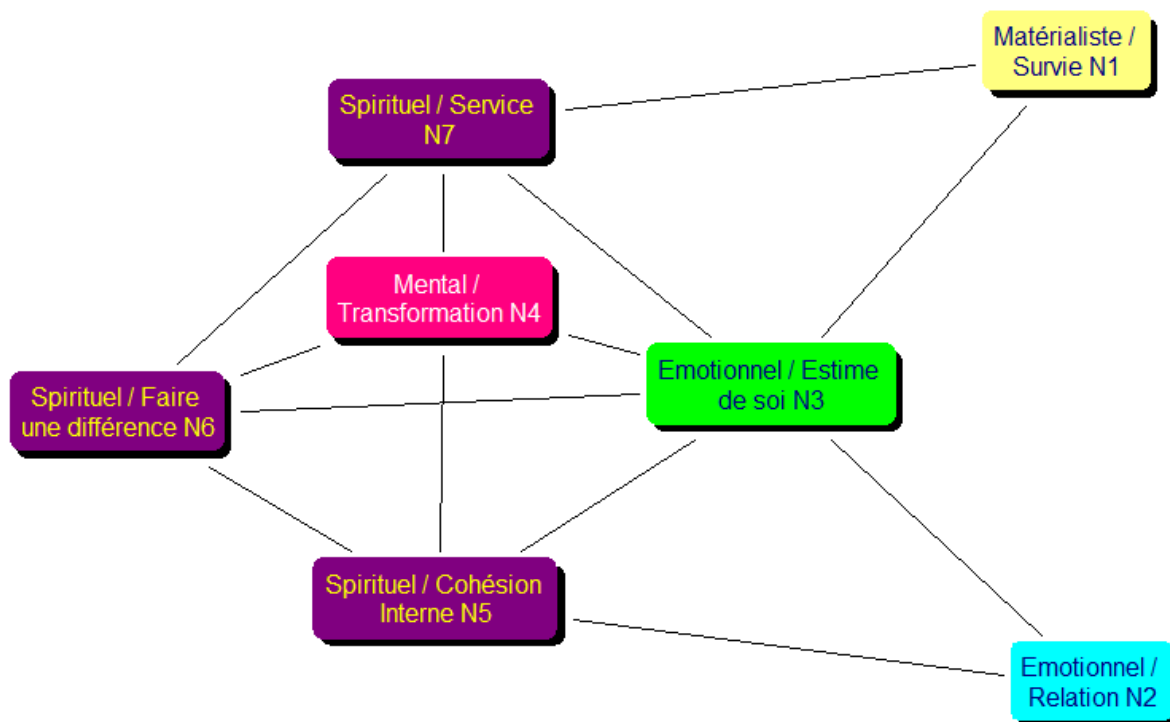 Matérialiste /
Survie N1
Spirituel / Service
N7
Mental /
Transformation N4
Emotionnel / Estime
de soi N3
Spirituel / Faire
une différence N6
Spirituel / Cohésion
Interne N5
Emotionnel /
Relation N2